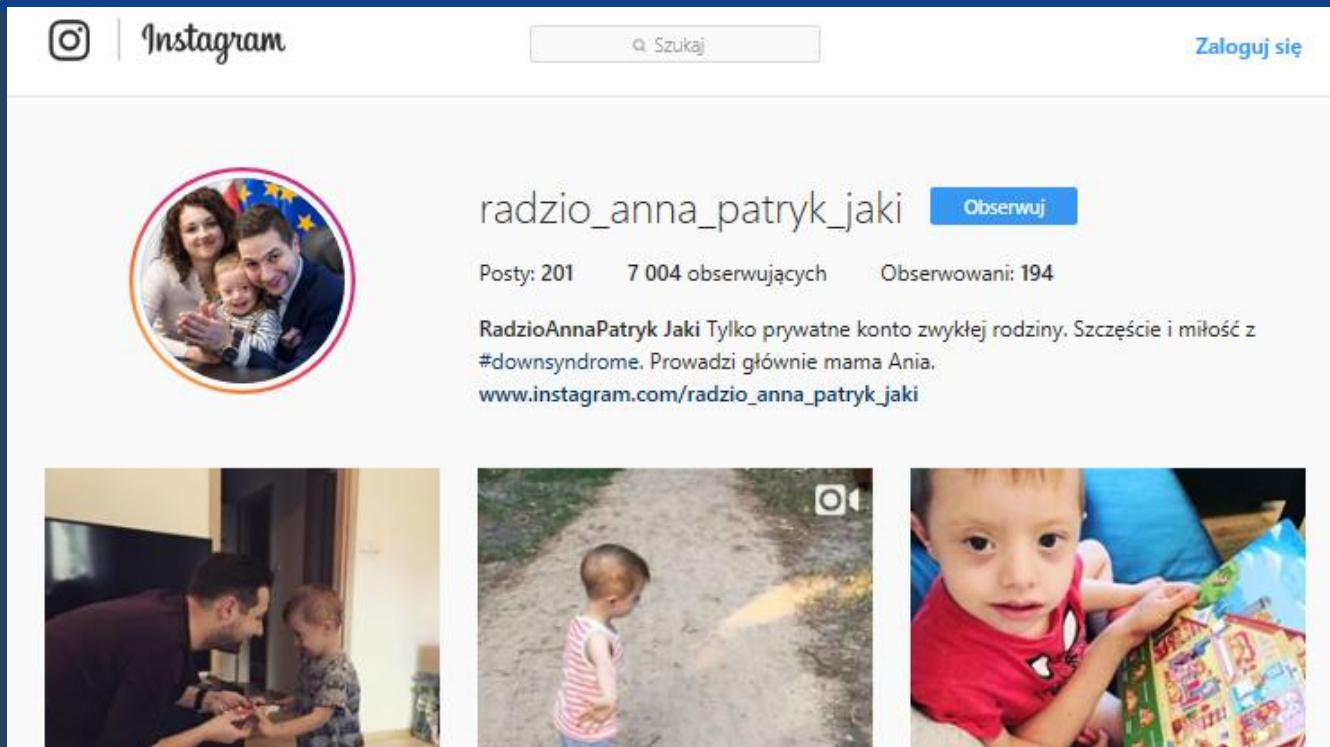 Instagram
Szukaj
Zaloguj się
radzio_anna_patryk_jaki Obserwuj
Posty: 201 7 004 obserwujących Obserwowani: 194
RadzioAnnaPatryk Jaki Tylko prywatne konto zwykłej rodziny. Szczęście i miłość z
#downsyndrome. Prowadzi głównie mama Ania.
www.instagram.com/radzio_anna_patryk_jaki